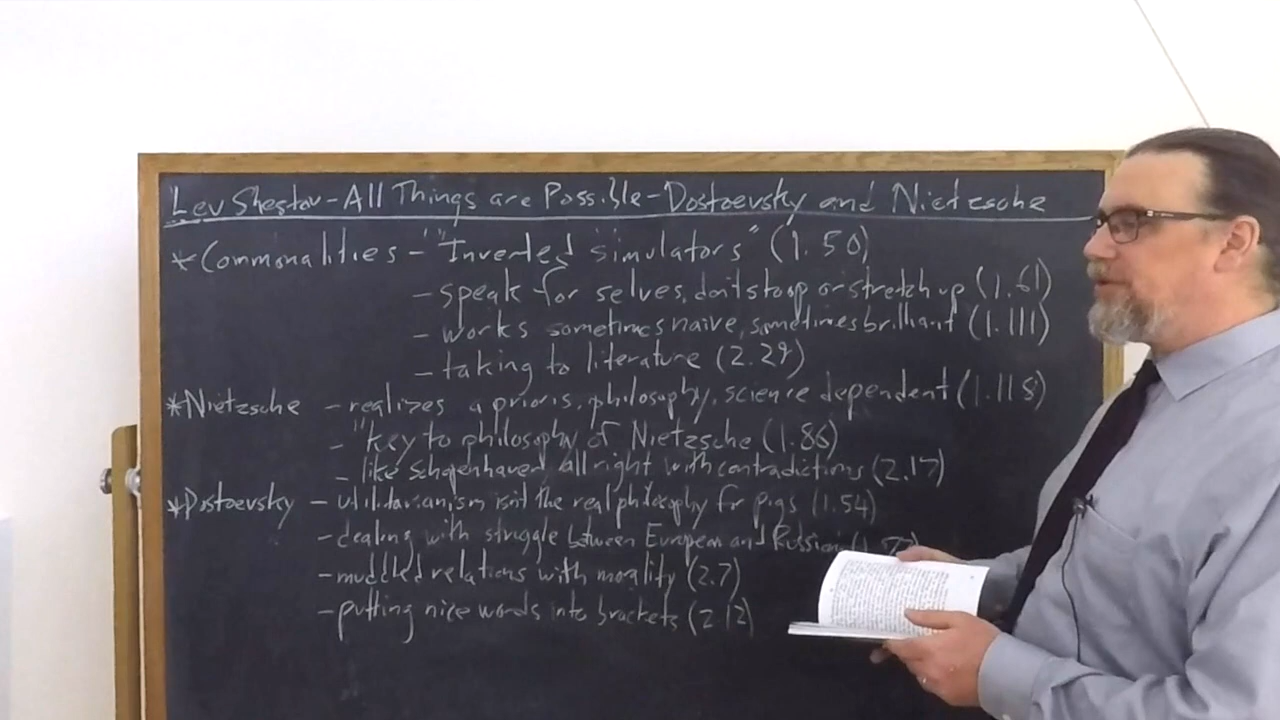 Lev Shestov - All Things are Possible - Dostoevsky and Nietzsche
* Commonalities - "Inverted Simulators" (1.50)
- speak for selves, don't stoop or stretch up (1.61)
- works sometimes naive, sometimes brilliant (1.111)
- taking to literature (2.29)
* Nietzsche - realizes a prioris, philosophy, science dependent (1.118)
- "key to philosophy of Nietzsche (1.86)
- like Schopenhauer all right with contradictions (2.17)
* Dostoevsky - utilitarianism isn't the real philosophy for pigs (1.54)
- dealing with struggle between European and Russian
- muddled relations with morality (2.7)
- putting nice words into brackets (2.12)